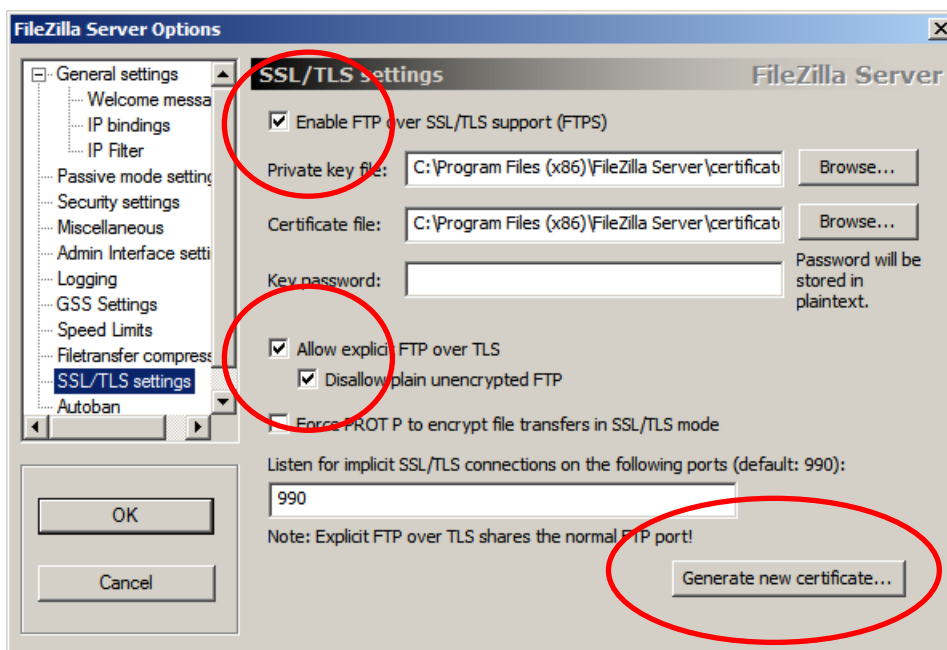 FileZilla Server Options
General settings
Welcome messa
IP bindings
IP Filter
Passive mode setting
Security settings
Miscellaneous
Admin Interface setti
Logging
GSS Settings
Speed Limits
Filetransfer compress
SSL/TLS settings
Autoban
OK
Cancel
SSL/TLS settings
FileZilla Server
Enable FTP over SSL/TLS support (FTPS)
Private key file: C:\Program Files (x86)\FileZilla Server\certificate Browse...
Certificate file: C:\Program Files (x86)\FileZilla Server\certificate Browse...
Key password:
Password will be
stored in
plaintext.
Allow explicit FTP over TLS
Disallow plain unencrypted FTP
Force PROT P to encrypt file transfers in SSL/TLS mode
Listen for implicit SSL/TLS connections on the following ports (default: 990):
990
Note: Explicit FTP over TLS shares the normal FTP port!
Generate new certificate...